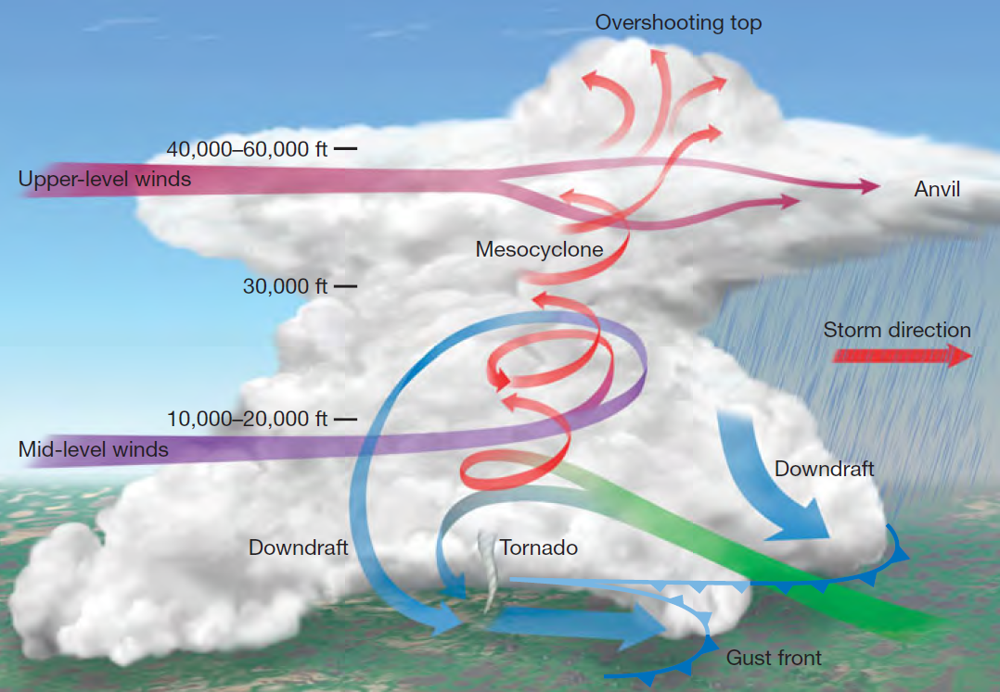 Overshooting top
40,000–60,000 ft
Upper-level winds
Anvil
Mesocyclone
30,000 ft
Storm direction
10,000–20,000 ft
Mid-level winds
Downdraft
Downdraft
Tornado
Gust front